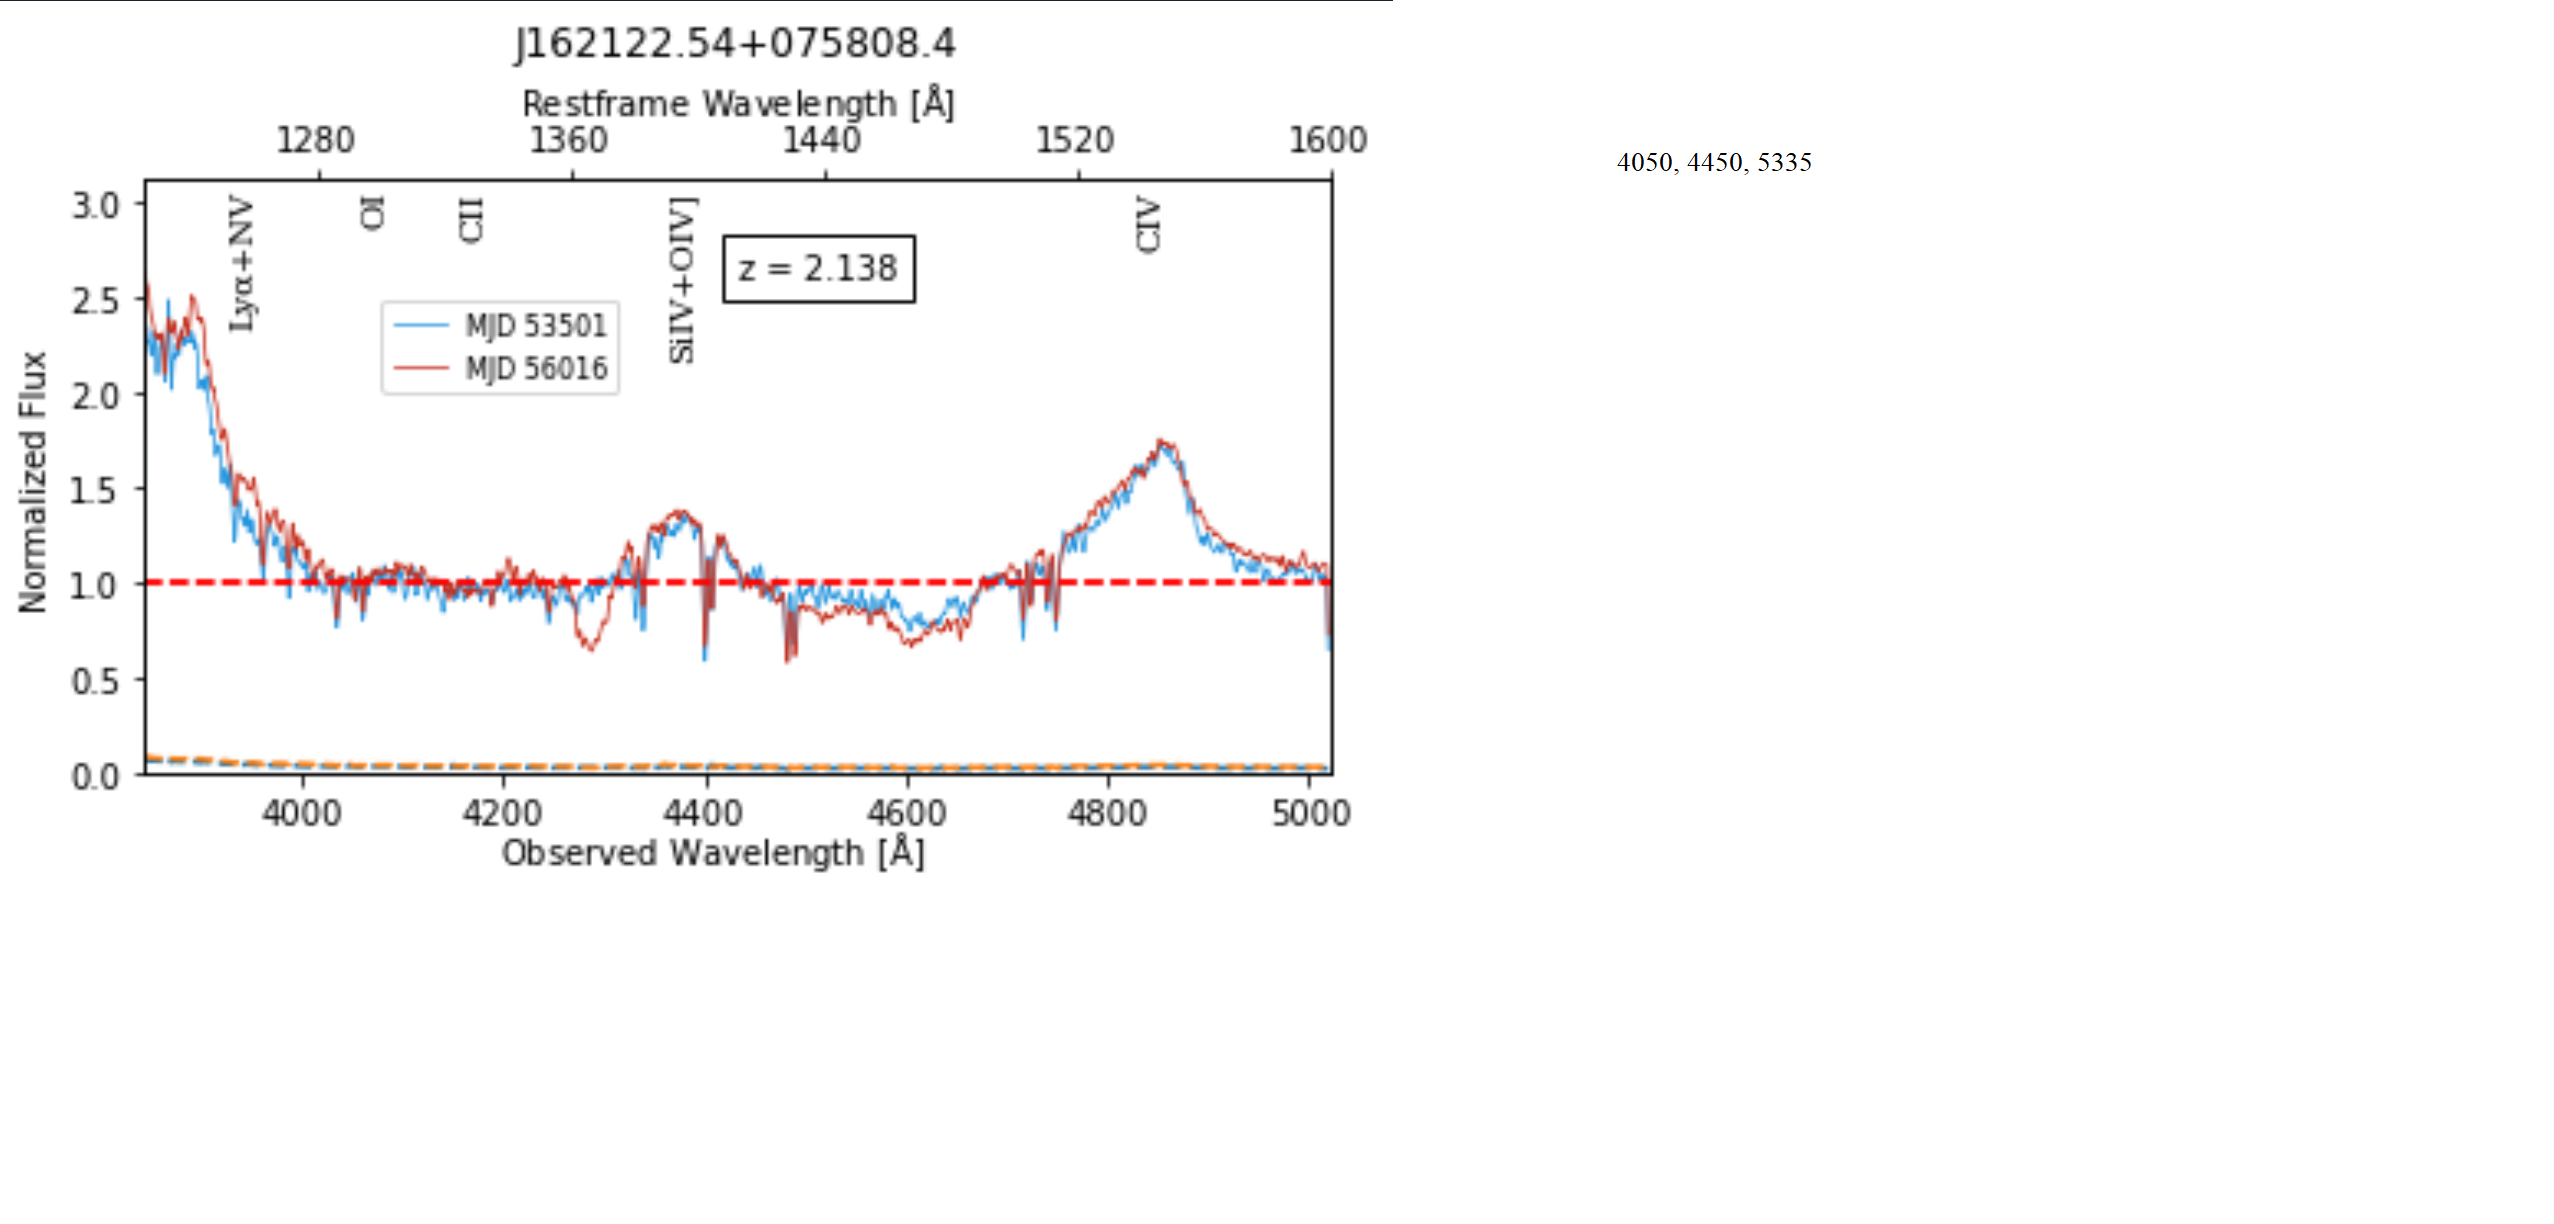 J162122.54+075808.4
Restframe Wavelength [Å]
1280 1360 1440 1520 1600
4050, 4450, 5335
3.0
2.5
2.0
1.5
1.0
0.5
0.0
Normalized Flux
Lyα+NV
OI
CII
SiIV+OIV]
CIV
z = 2.138
MJD 53501
MJD 56016
4000 4200 4400 4600 4800 5000
Observed Wavelength [Å]